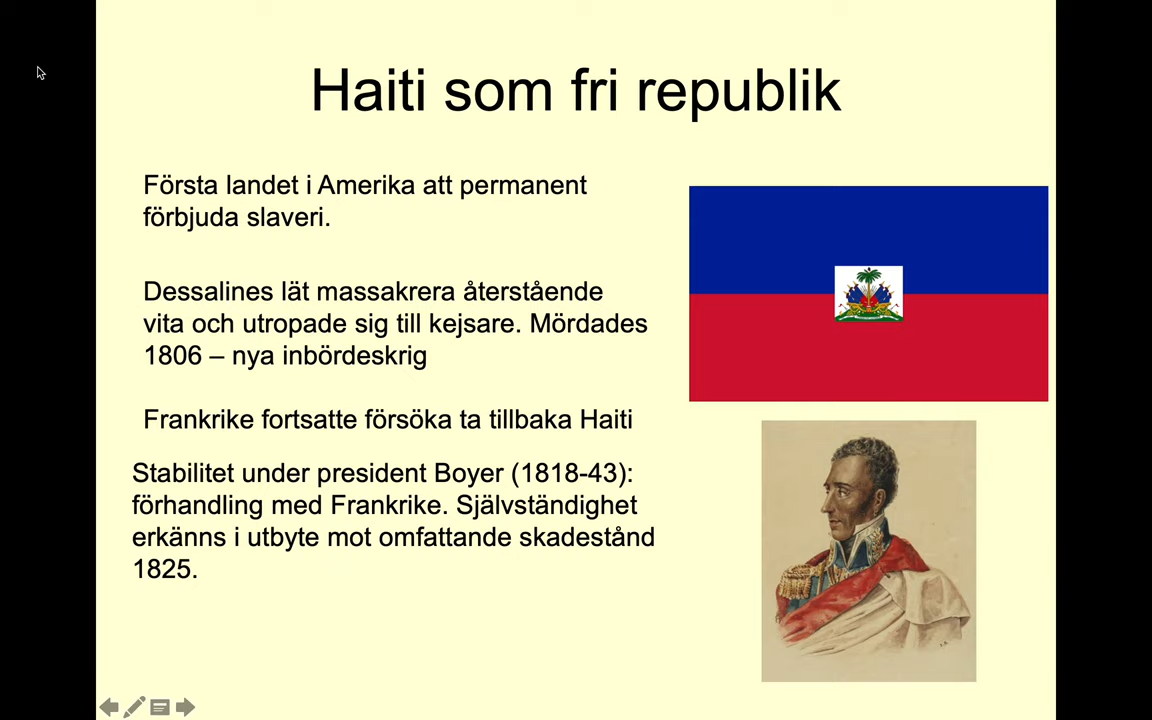 Haiti som fri republik
Första landet i Amerika att permanent
förbjuda slaveri.
Dessalines lät massakrera återstående
vita och utropade sig till kejsare. Mördades
1806 – nya inbördeskrig
Frankrike fortsatte försöka ta tillbaka Haiti
Stabilitet under president Boyer (1818-43):
förhandling med Frankrike. Självständighet
erkänns i utbyte mot omfattande skadestånd
1825.